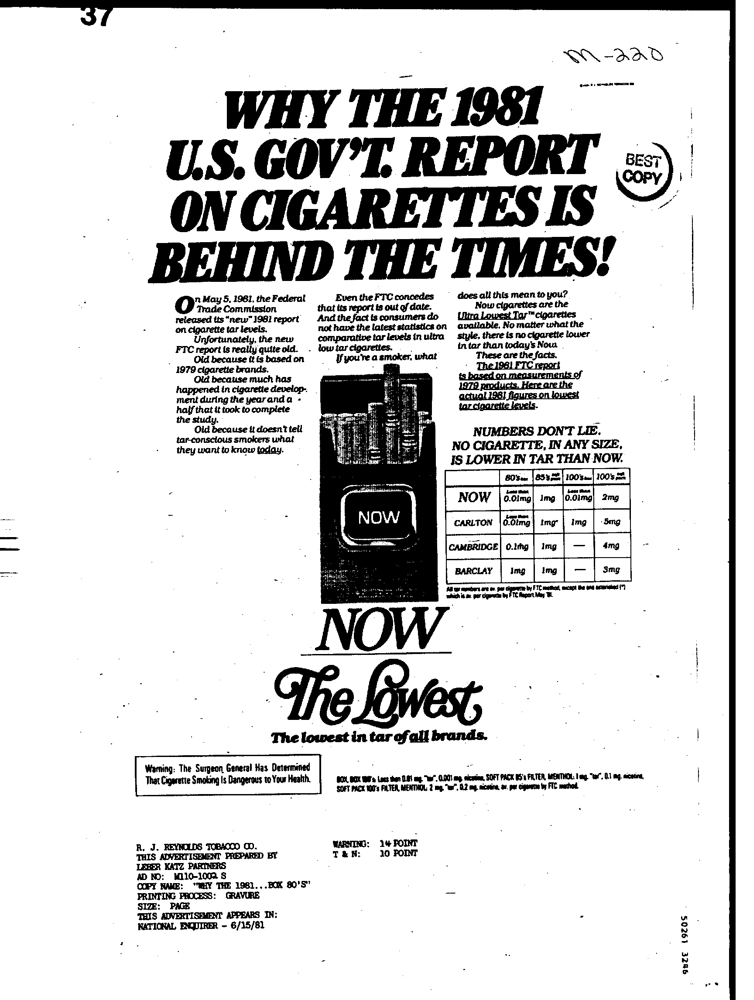 37
M-220
WHY THE 1981
U.S. GOV'T. REPORT
ON CIGARETTES IS
BEHIND THE TIMES!
BEST
COPY
On May 5, 1981, the Federal
Trade Commission
released its "new" 1981 report
on cigarette tar levels.
Unfortunately, the new
FTC report is really quite old.
Old because it is based on
1979 cigarette brands.
Old because much has
happened in cigarette develop-
ment during the year and a
half that it took to complete
the study.
Old because it doesn't tell
tar-conscious smokers what
they want to know today.
Even the FTC concedes
that its report is out of date.
And the fact is consumers do
not have the latest statistics on
comparative tar levels in ultra
low tar cigarettes.
If you're a smoker, what
does all this mean to you?
Now cigarettes are the
Ultra Lowest Tar™ cigarettes
available. No matter what the
style, there is no cigarette lower
in tar than today's Now.
These are the facts.
The 1981 FTC report
is based on measurements of
1979 products. Here are the
actual 1981 figures on lowest
tar cigarette levels.
NUMBERS DON'T LIE.
NO CIGARETTE, IN ANY SIZE,
IS LOWER IN TAR THAN NOW.
80's box 85's soft pack 100's box 100's soft pack
NOW Less than 0.01mg 1mg Less than 0.01mg 2mg
CARLTON Less than 0.01mg 1mg* 1mg 5mg
CAMBRIDGE 0.1mg 1mg — 4mg
BARCLAY 1mg 1mg — 3mg
All tar numbers are av. per cigarette by FTC method, except the one asterisked (*)
which is av. per cigarette by FTC Report May '81.
NOW
NOW
The Lowest
The lowest in tar of all brands.
Warning: The Surgeon General Has Determined
That Cigarette Smoking Is Dangerous to Your Health.
BOX, BOX 100's: Less than 0.01 mg. "tar", 0.001 mg. nicotine, SOFT PACK 85's FILTER, MENTHOL: 1 mg. "tar", 0.1 mg. nicotine,
SOFT PACK 100's FILTER, MENTHOL: 2 mg. "tar", 0.2 mg. nicotine, av. per cigarette by FTC method.
R. J. REYNOLDS TOBACCO CO.
THIS ADVERTISEMENT PREPARED BY
LEBER KATZ PARTNERS
AD NO: M110-1002 S
COPY NAME: "WHY THE 1981...BOX 80'S"
PRINTING PROCESS: GRAVURE
SIZE: PAGE
THIS ADVERTISEMENT APPEARS IN:
NATIONAL ENQUIRER - 6/15/81
WARNING: 14 POINT
T & N: 10 POINT
50261 3246